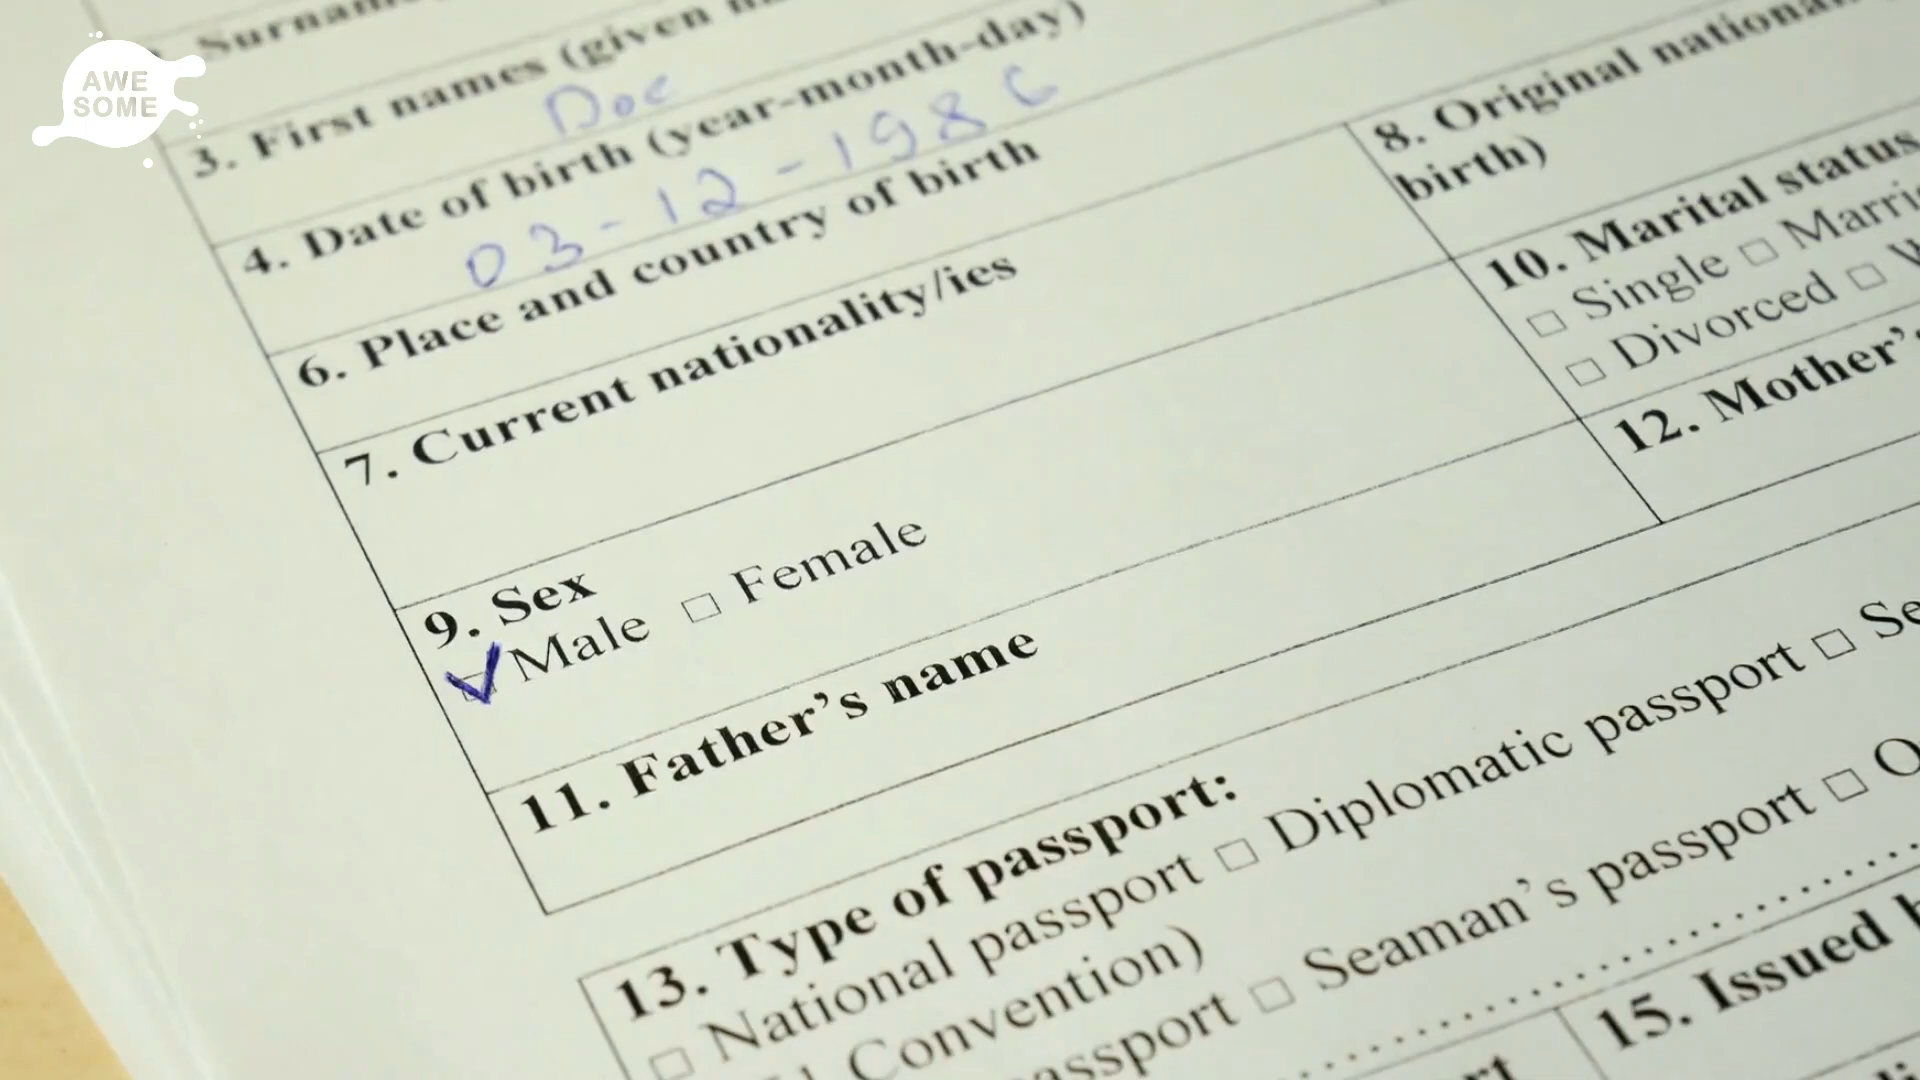 AWE
SOME
Surname
3. First names (given
Doe
4. Date of birth (year-month-day)
03-12-1986
6. Place and country of birth
7. Current nationality/ies
8. Original
birth)
9. Sex
Male □ Female
10. Marital status
□ Single □
□ Divorced □
11. Father's name
12. Mother's
13. Type of passport:
□ National passport □ Diplomatic passport □
Convention)
□ Seaman's passport □
15. Issued